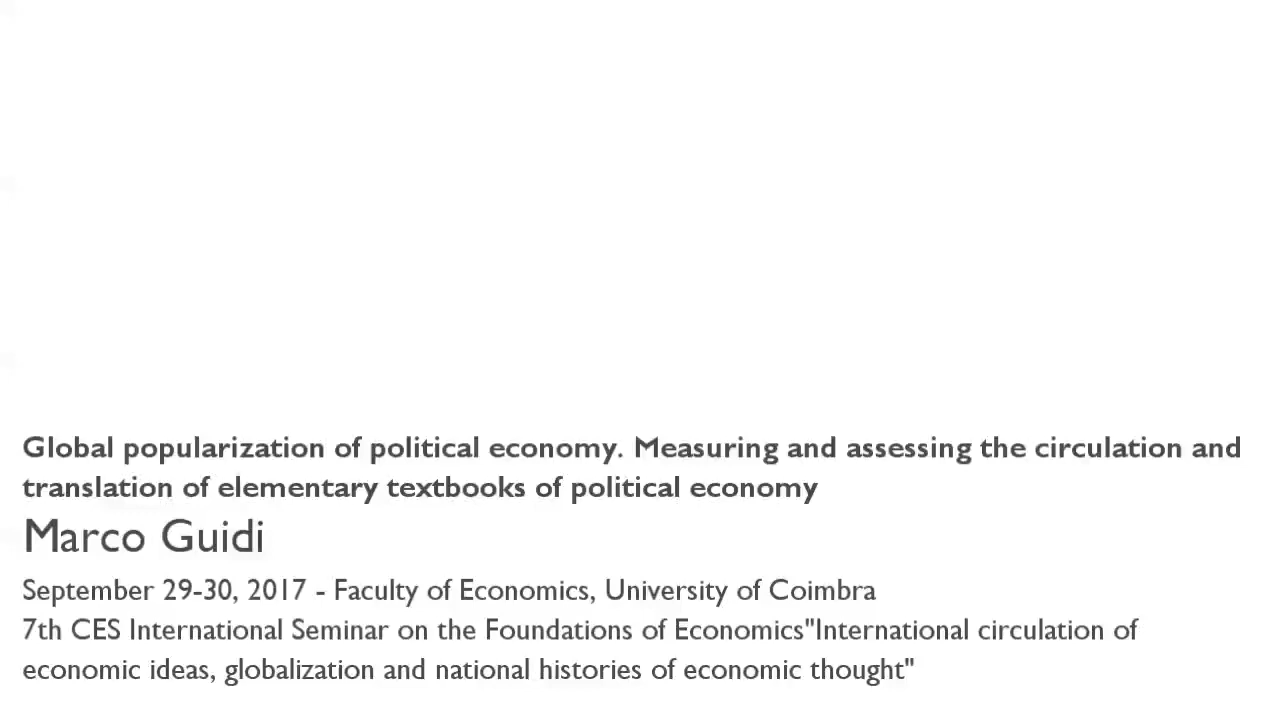 Global popularization of political economy. Measuring and assessing the circulation and
translation of elementary textbooks of political economy
Marco Guidi
September 29-30, 2017 - Faculty of Economics, University of Coimbra
7th CES International Seminar on the Foundations of Economics"International circulation of
economic ideas, globalization and national histories of economic thought"